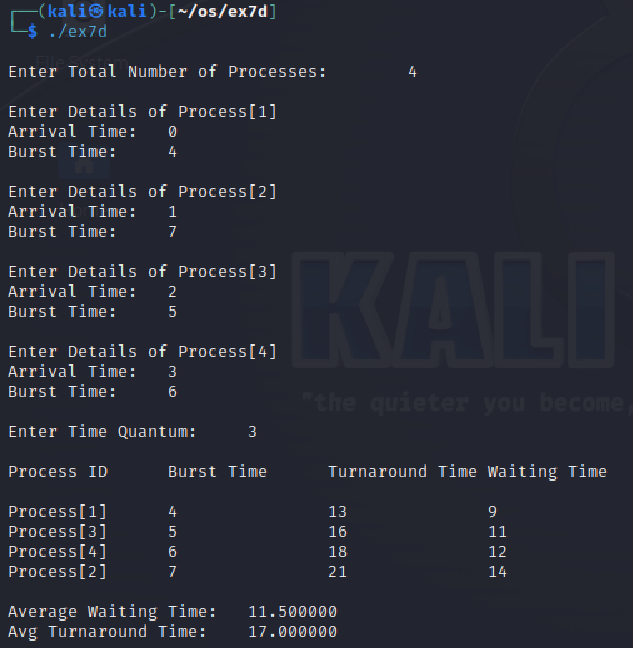 ┌──(kali㉿kali)-[~/os/ex7d]
└─$ ./ex7d
File System
Enter Total Number of Processes: 4
Enter Details of Process[1]
Arrival Time: 0
Burst Time: 4
Enter Details of Process[2]
Arrival Time: 1
Burst Time: 7
Enter Details of Process[3]
Arrival Time: 2
Burst Time: 5
KALI
Enter Details of Process[4]
Arrival Time: 3
Burst Time: 6
"the quieter you become,
Enter Time Quantum: 3
Process ID Burst Time Turnaround Time Waiting Time
Process[1] 4 13 9
Process[3] 5 16 11
Process[4] 6 18 12
Process[2] 7 21 14
Average Waiting Time: 11.500000
Avg Turnaround Time: 17.000000